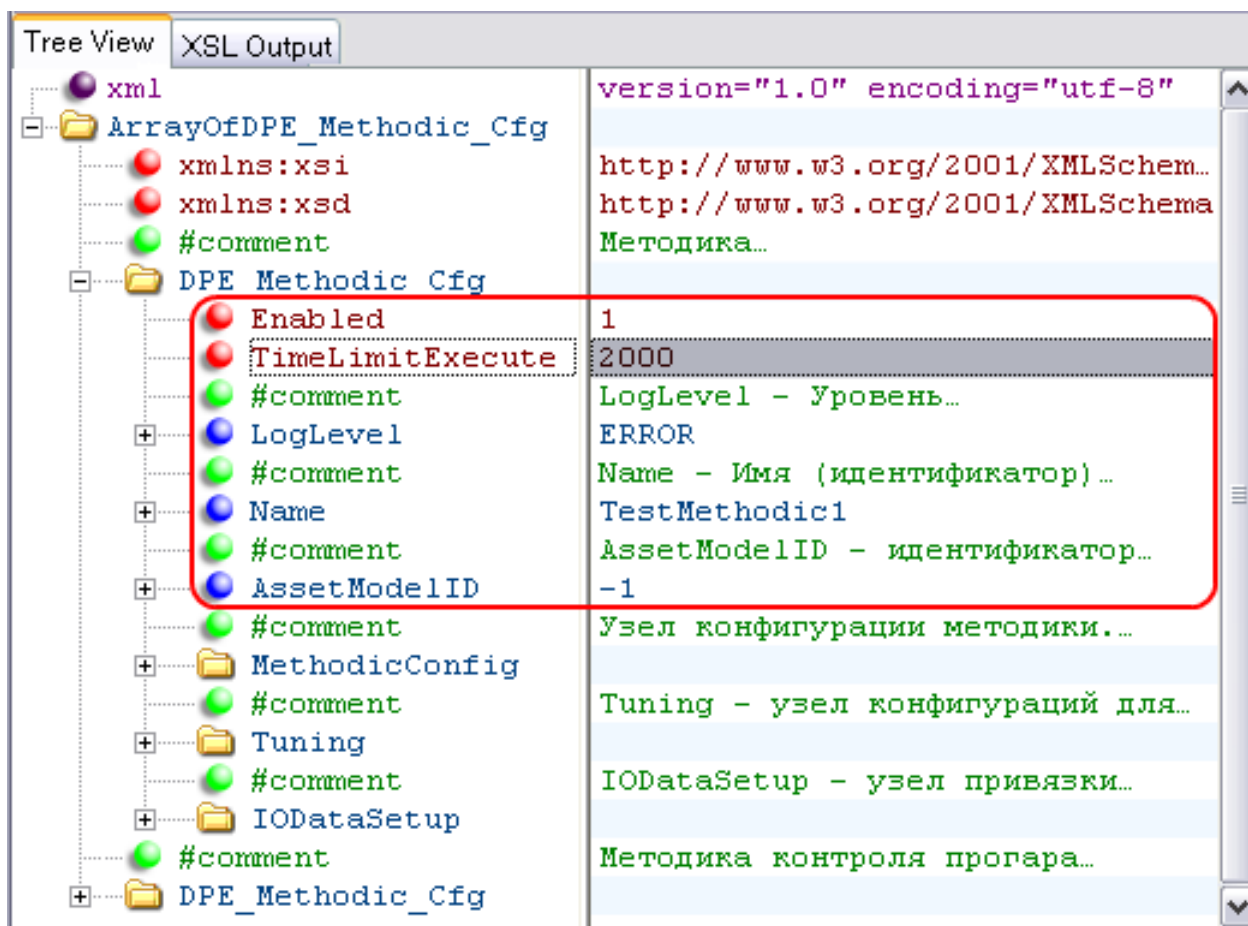 Tree View XSL Output
xml version="1.0" encoding="utf-8"
ArrayOfDPE_Methodic_Cfg
xmlns:xsi http://www.w3.org/2001/XMLSchem…
xmlns:xsd http://www.w3.org/2001/XMLSchema
#comment Методика…
DPE_Methodic_Cfg
Enabled 1
TimeLimitExecute 2000
#comment LogLevel - Уровень…
LogLevel ERROR
#comment Name - Имя (идентификатор)…
Name TestMethodic1
#comment AssetModelID - идентификатор…
AssetModelID -1
#comment Узел конфигурации методики.…
MethodicConfig
#comment Tuning - узел конфигураций для…
Tuning
#comment IODataSetup - узел привязки…
IODataSetup
#comment Методика контроля прогара…
DPE_Methodic_Cfg